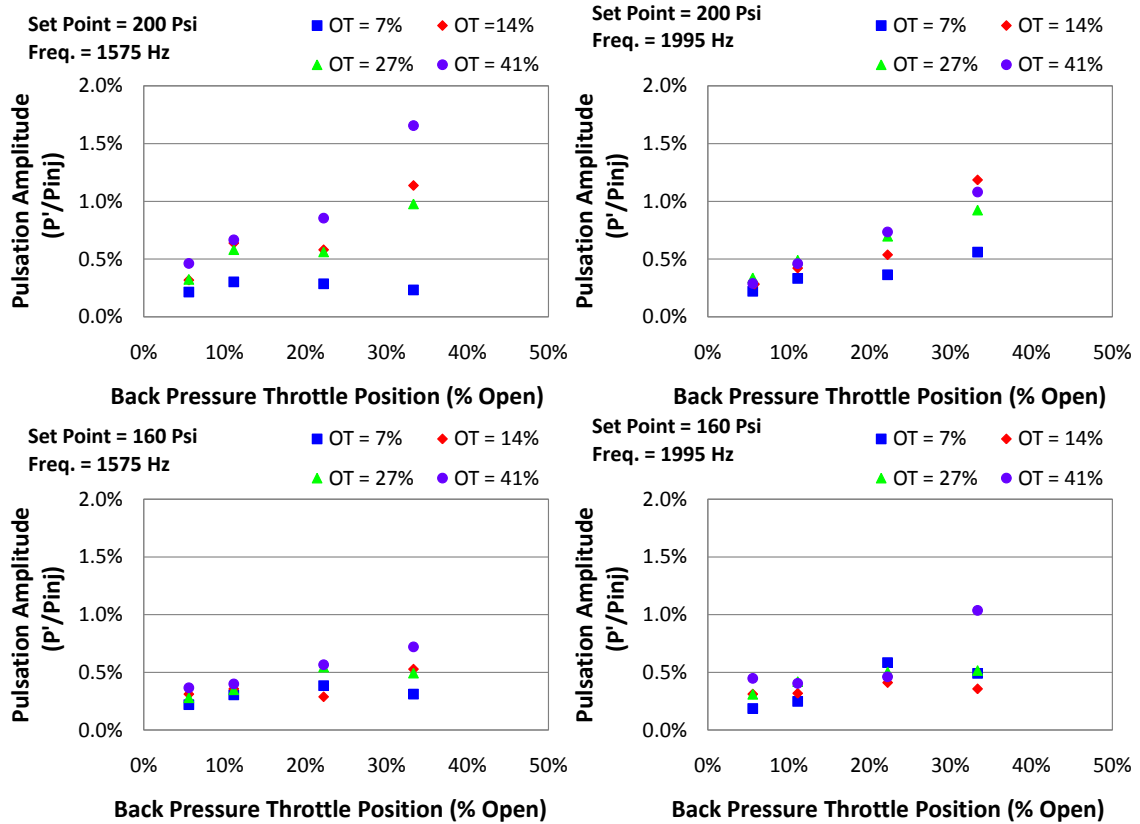 Set Point = 200 Psi
Freq. = 1575 Hz
OT = 7% OT =14%
OT = 27% OT = 41%
Pulsation Amplitude
(P'/Pinj)
2.0%
1.5%
1.0%
0.5%
0.0%
0% 10% 20% 30% 40% 50%
Back Pressure Throttle Position (% Open)
Set Point = 200 Psi
Freq. = 1995 Hz
OT = 7% OT = 14%
OT = 27% OT = 41%
Pulsation Amplitude
(P'/Pinj)
2.0%
1.5%
1.0%
0.5%
0.0%
0% 10% 20% 30% 40% 50%
Back Pressure Throttle Position (% Open)
Set Point = 160 Psi
Freq. = 1575 Hz
OT = 7% OT =14%
OT = 27% OT = 41%
Pulsation Amplitude
(P'/Pinj)
2.0%
1.5%
1.0%
0.5%
0.0%
0% 10% 20% 30% 40% 50%
Back Pressure Throttle Position (% Open)
Set Point = 160 Psi
Freq. = 1995 Hz
OT = 7% OT = 14%
OT = 27% OT = 41%
Pulsation Amplitude
(P'/Pinj)
2.0%
1.5%
1.0%
0.5%
0.0%
0% 10% 20% 30% 40% 50%
Back Pressure Throttle Position (% Open)